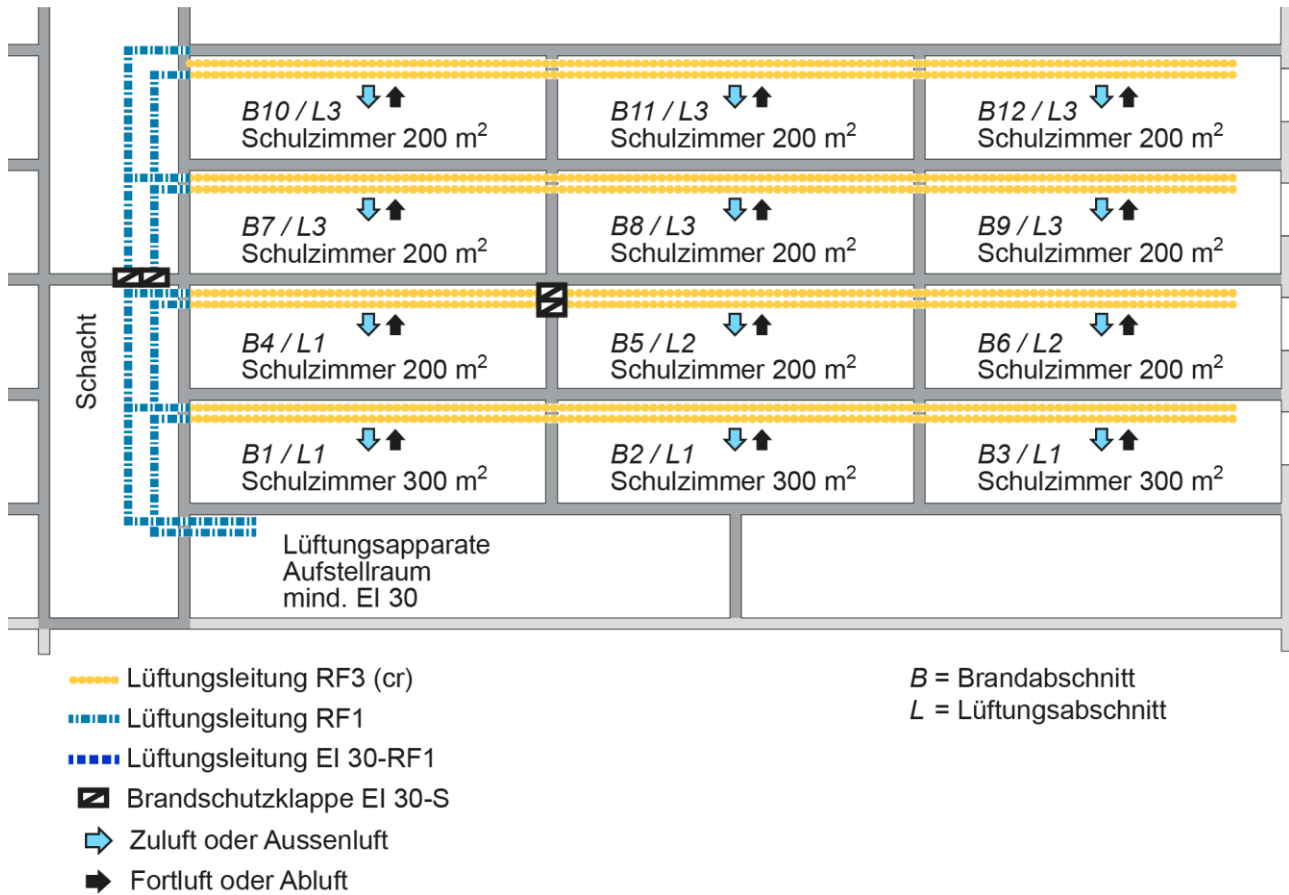 B10 / L3
Schulzimmer 200 m²
B11 / L3
Schulzimmer 200 m²
B12 / L3
Schulzimmer 200 m²
B7 / L3
Schulzimmer 200 m²
B8 / L3
Schulzimmer 200 m²
B9 / L3
Schulzimmer 200 m²
Schacht
B4 / L1
Schulzimmer 200 m²
B5 / L2
Schulzimmer 200 m²
B6 / L2
Schulzimmer 200 m²
B1 / L1
Schulzimmer 300 m²
B2 / L1
Schulzimmer 300 m²
B3 / L1
Schulzimmer 300 m²
Lüftungsapparate
Aufstellraum
mind. EI 30
Lüftungsleitung RF3 (cr)
Lüftungsleitung RF1
Lüftungsleitung EI 30-RF1
Brandschutzklappe EI 30-S
Zuluft oder Aussenluft
Fortluft oder Abluft
B = Brandabschnitt
L = Lüftungsabschnitt